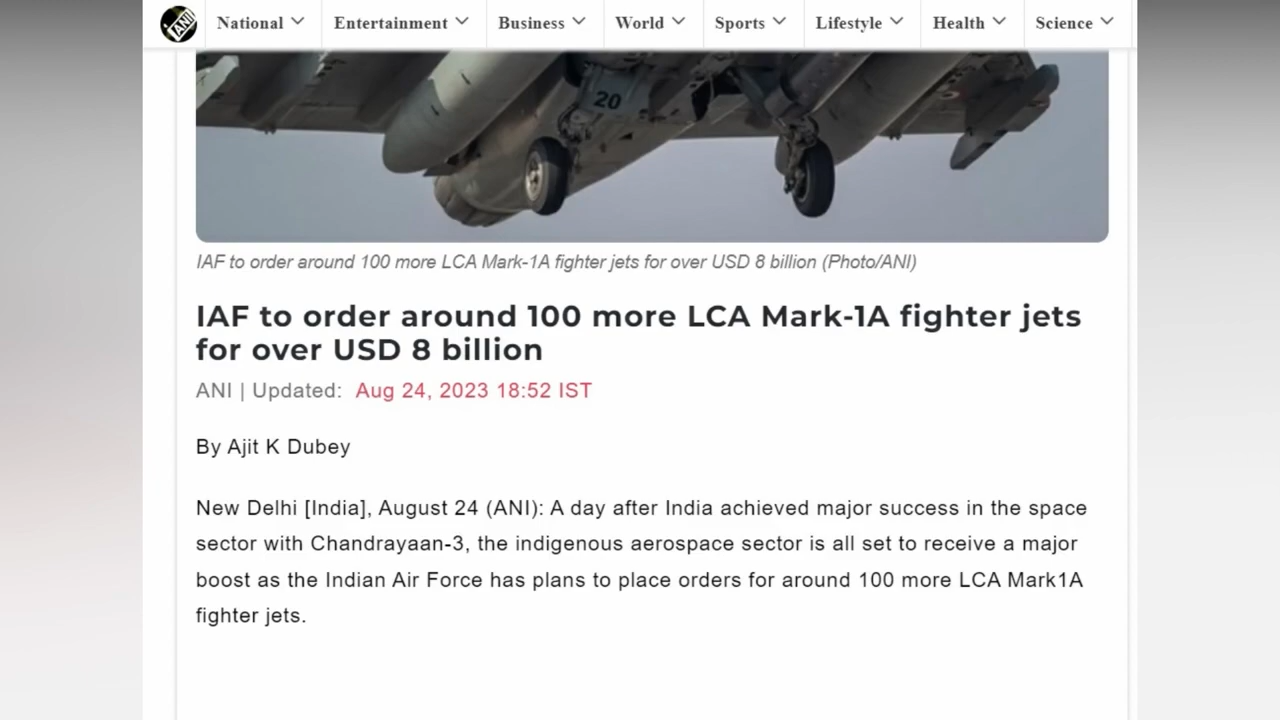 ANI
National
Entertainment
Business
World
Sports
Lifestyle
Health
Science
20
IAF to order around 100 more LCA Mark-1A fighter jets for over USD 8 billion (Photo/ANI)
IAF to order around 100 more LCA Mark-1A fighter jets
for over USD 8 billion
ANI | Updated: Aug 24, 2023 18:52 IST
By Ajit K Dubey
New Delhi [India], August 24 (ANI): A day after India achieved major success in the space
sector with Chandrayaan-3, the indigenous aerospace sector is all set to receive a major
boost as the Indian Air Force has plans to place orders for around 100 more LCA Mark1A
fighter jets.